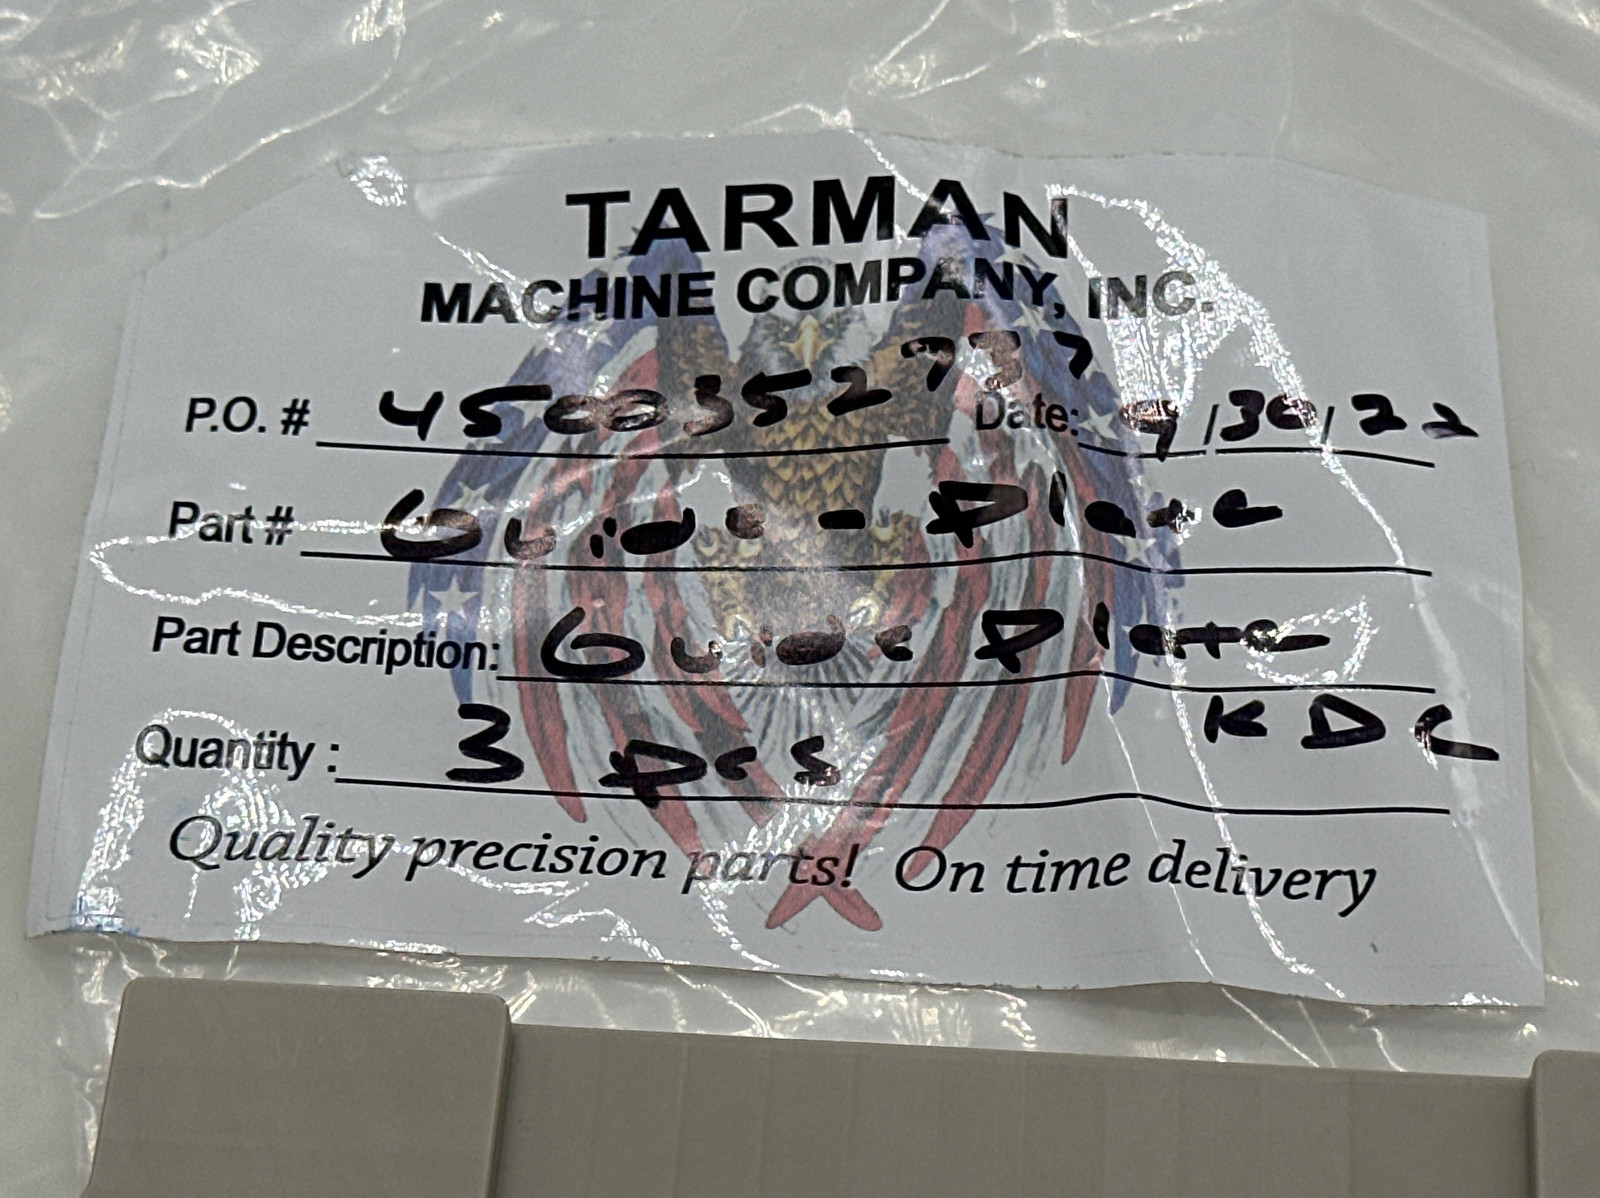 TARMAN
MACHINE COMPANY, INC.
P.O. # 4500352737 Date: 9/30/22
Part # Guide - Plate
Part Description: Guide Plate
KDC
Quantity : 3 pcs
Quality precision parts! On time delivery